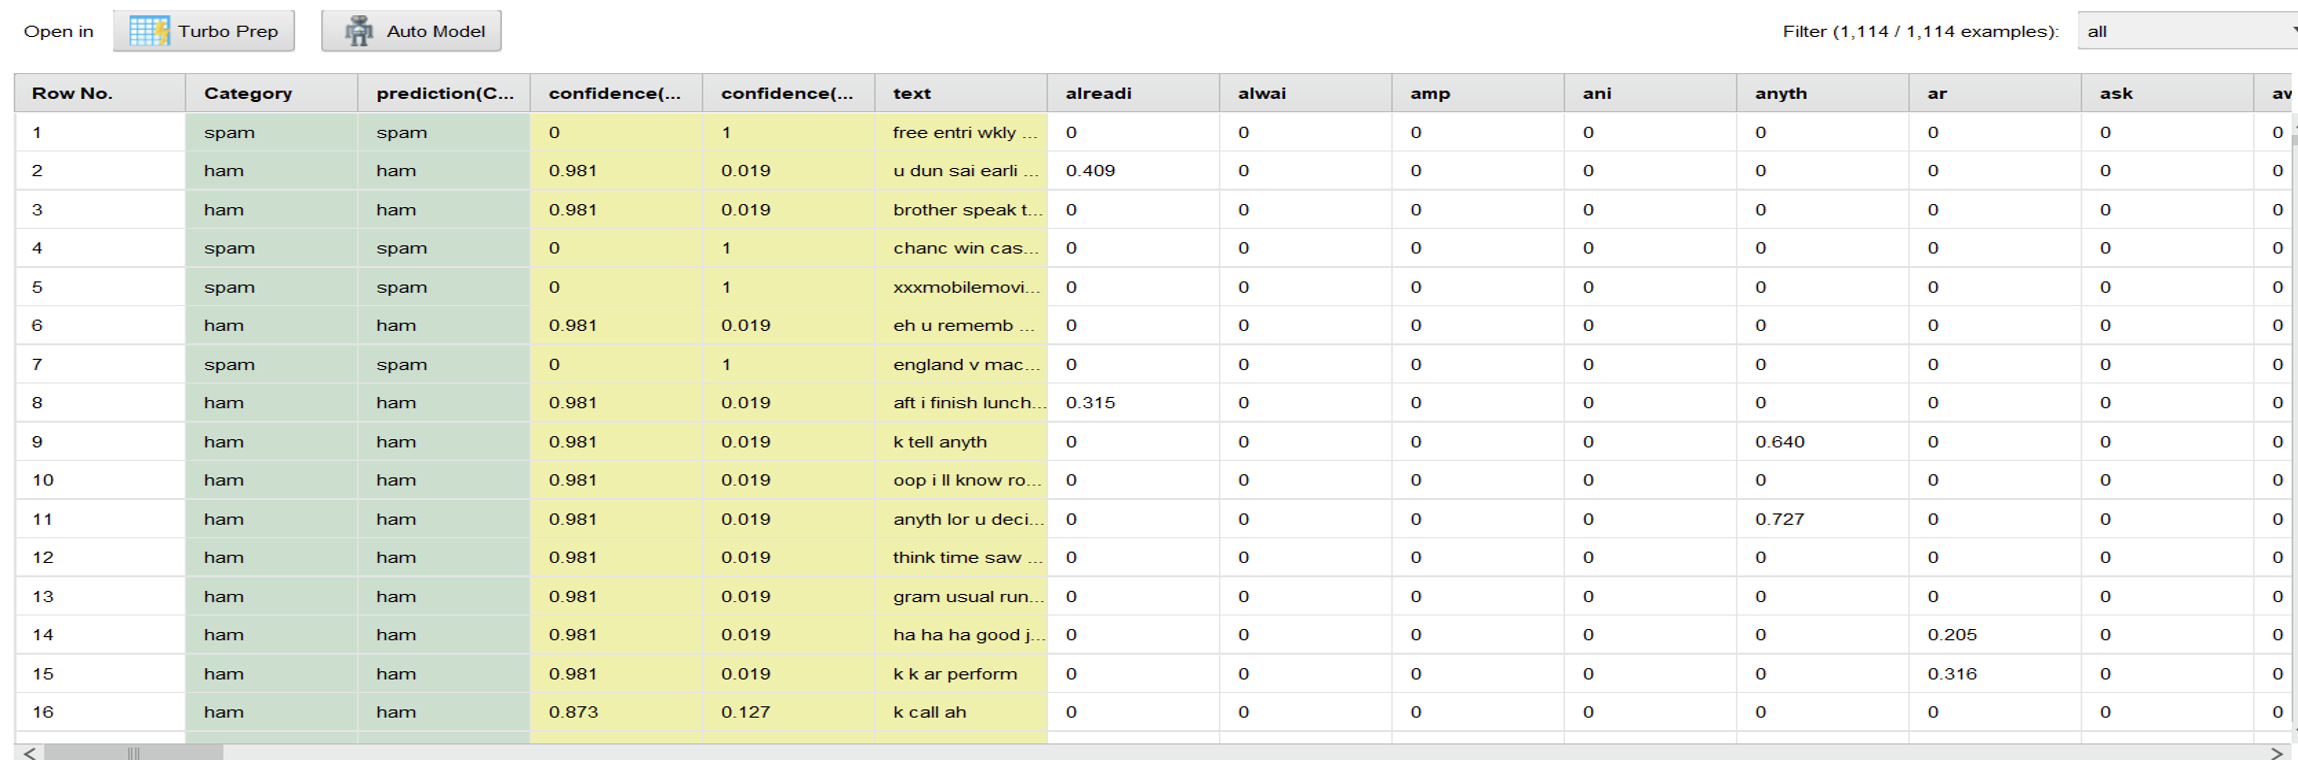 Open in Turbo Prep Auto Model Filter (1,114 / 1,114 examples): all
Row No. Category prediction(C... confidence(... confidence(... text alreadi alwai amp ani anyth ar ask
1 spam spam 0 1 free entri wkly ... 0 0 0 0 0 0 0 0
2 ham ham 0.981 0.019 u dun sai earli ... 0.409 0 0 0 0 0 0 0
3 ham ham 0.981 0.019 brother speak t... 0 0 0 0 0 0 0 0
4 spam spam 0 1 chanc win cas... 0 0 0 0 0 0 0 0
5 spam spam 0 1 xxxmobilemovi... 0 0 0 0 0 0 0 0
6 ham ham 0.981 0.019 eh u rememb ... 0 0 0 0 0 0 0 0
7 spam spam 0 1 england v mac... 0 0 0 0 0 0 0 0
8 ham ham 0.981 0.019 aft i finish lunch... 0.315 0 0 0 0 0 0 0
9 ham ham 0.981 0.019 k tell anyth 0 0 0 0 0.640 0 0 0
10 ham ham 0.981 0.019 oop i ll know ro... 0 0 0 0 0 0 0 0
11 ham ham 0.981 0.019 anyth lor u deci... 0 0 0 0 0.727 0 0 0
12 ham ham 0.981 0.019 think time saw ... 0 0 0 0 0 0 0 0
13 ham ham 0.981 0.019 gram usual run... 0 0 0 0 0 0 0 0
14 ham ham 0.981 0.019 ha ha ha good j... 0 0 0 0 0 0.205 0 0
15 ham ham 0.981 0.019 k k ar perform 0 0 0 0 0 0.316 0 0
16 ham ham 0.873 0.127 k call ah 0 0 0 0 0 0 0 0